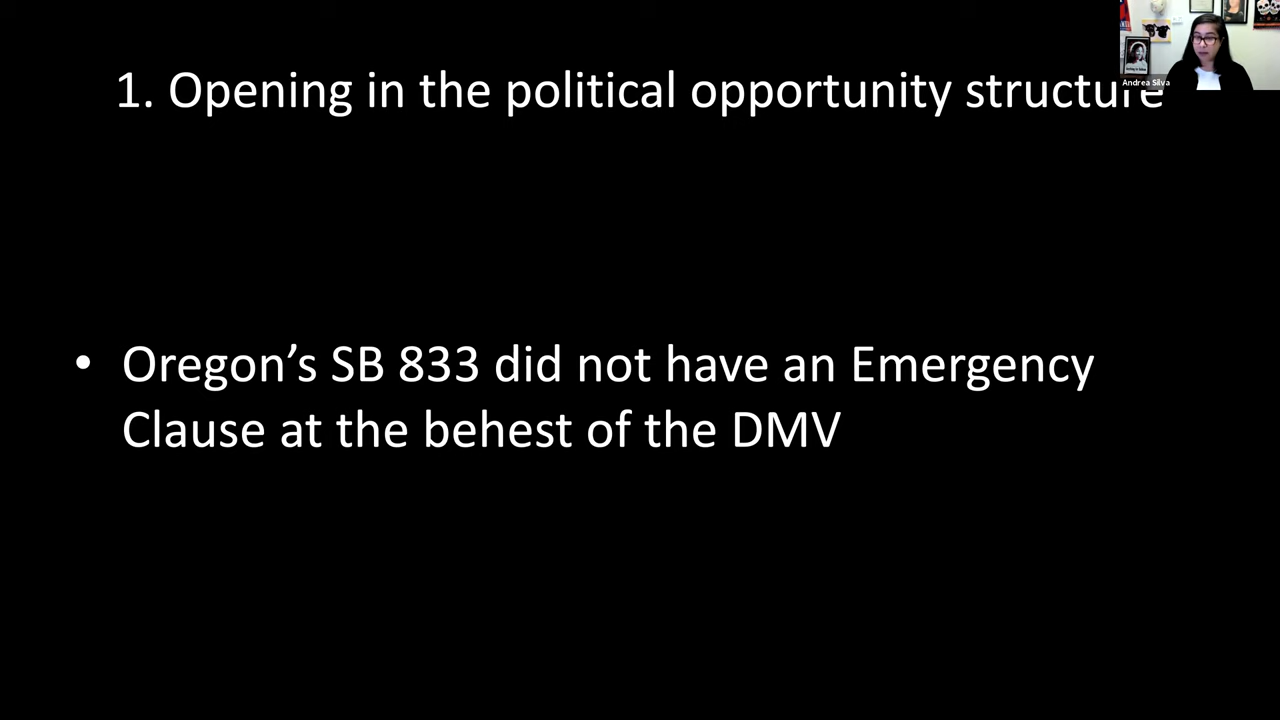 1. Opening in the political opportunity structure
Andrea Silva
• Oregon’s SB 833 did not have an Emergency
Clause at the behest of the DMV